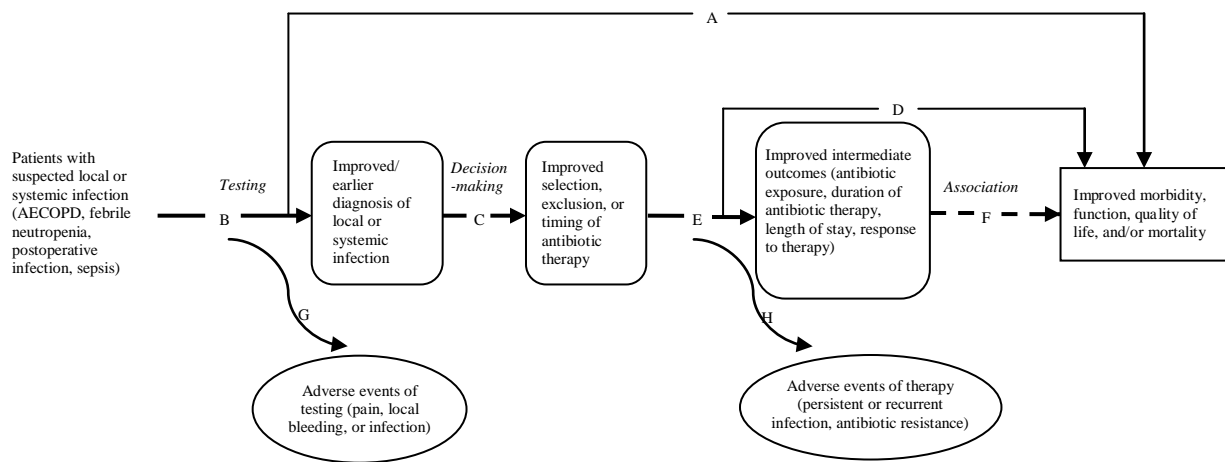 A
D
Patients with
suspected local or
systemic infection
(AECOPD, febrile
neutropenia,
postoperative
infection, sepsis)
Testing
B
Improved/
earlier
diagnosis of
local or
systemic
infection
Decision
-making
C
Improved
selection,
exclusion, or
timing of
antibiotic
therapy
E
Improved intermediate
outcomes (antibiotic
exposure, duration of
antibiotic therapy,
length of stay, response
to therapy)
Association
F
Improved morbidity,
function, quality of
life, and/or mortality
G
H
Adverse events of
testing (pain, local
bleeding, or infection)
Adverse events of therapy
(persistent or recurrent
infection, antibiotic resistance)